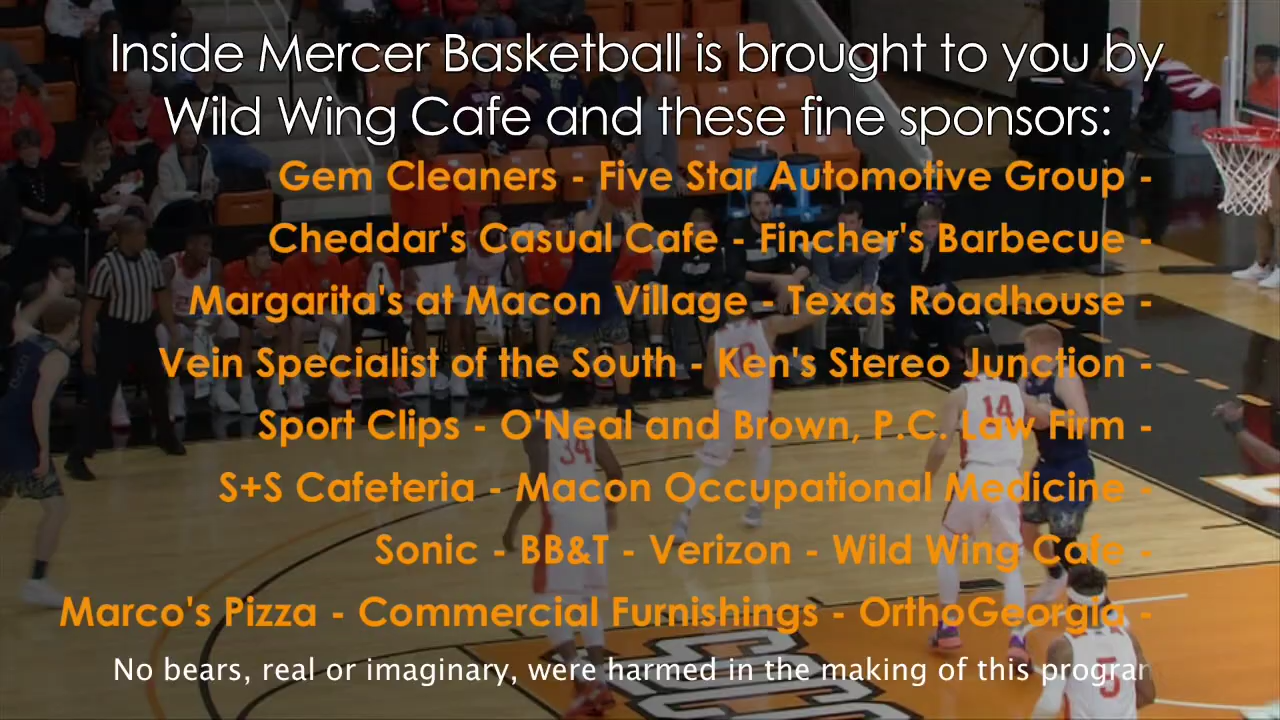 Inside Mercer Basketball is brought to you by
Wild Wing Cafe and these fine sponsors:
Gem Cleaners - Five Star Automotive Group -
Cheddar's Casual Cafe - Fincher's Barbecue -
Margarita's at Macon Village - Texas Roadhouse -
Vein Specialist of the South - Ken's Stereo Junction -
Sport Clips - O'Neal and Brown, P.C. Law Firm -
14
34
S+S Cafeteria - Macon Occupational Medicine -
Sonic - BB&T - Verizon - Wild Wing Cafe -
Marco's Pizza - Commercial Furnishings - OrthoGeorgia -
No bears, real or imaginary, were harmed in the making of this program
5